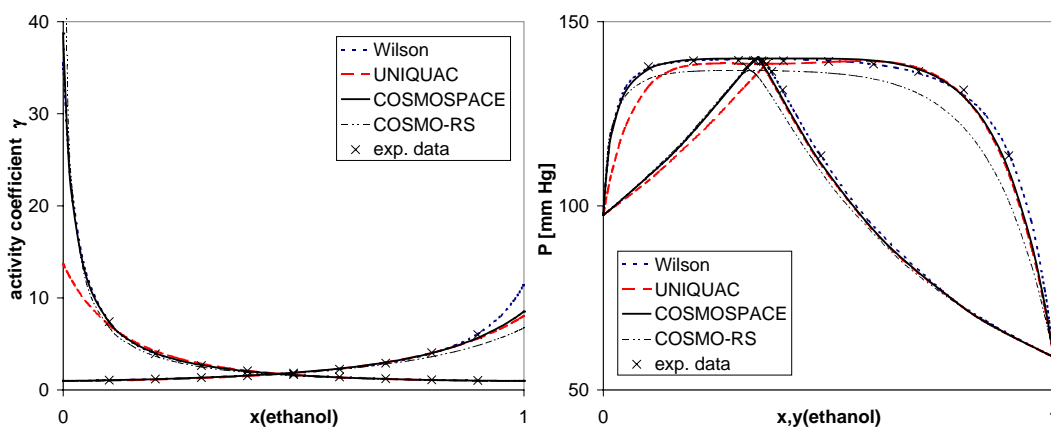 40
30
20
10
0
activity coefficient γ
Wilson
UNIQUAC
COSMOSPACE
COSMO-RS
exp. data
0
1
x(ethanol)
150
100
50
P [mm Hg]
Wilson
UNIQUAC
COSMOSPACE
COSMO-RS
exp. data
0
1
x,y(ethanol)